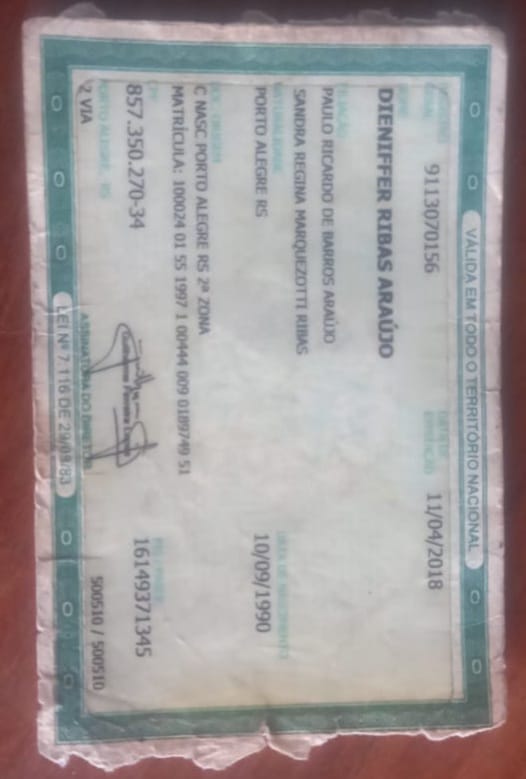 VÁLIDA EM TODO O TERRITÓRIO NACIONAL
REGISTRO GERAL 9113070156 DATA DE EXPEDIÇÃO 11/04/2018
NOME
DIENIFFER RIBAS ARAÚJO
FILIAÇÃO
PAULO RICARDO DE BARROS ARAÚJO
SANDRA REGINA MARQUEZOTTI RIBAS
NATURALIDADE DATA DE NASCIMENTO
PORTO ALEGRE RS 10/09/1990
DOC. ORIGEM
C NASC PORTO ALEGRE RS 2ª ZONA
MATRÍCULA: 100024 01 55 1997 1 00444 009 0189749 51
CPF PIS / PASEP
857.350.270-34 16149371345
Guilherme Ferreira
PORTO ALEGRE, RS
2 VIA ASSINATURA DO DIRETOR 500510 / 500510
LEI Nº 7.116 DE 29/08/83